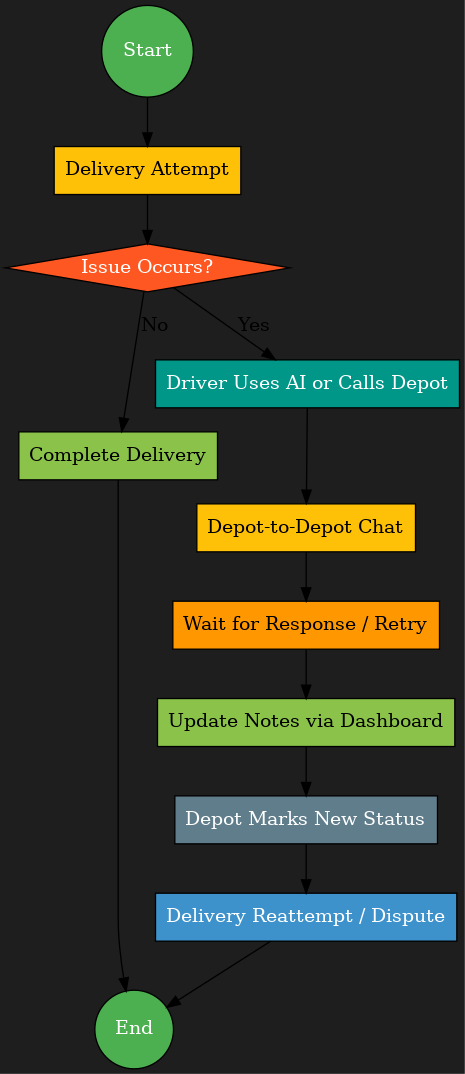 Start
Delivery Attempt
Issue Occurs?
No
Yes
Driver Uses AI or Calls Depot
Complete Delivery
Depot-to-Depot Chat
Wait for Response / Retry
Update Notes via Dashboard
Depot Marks New Status
Delivery Reattempt / Dispute
End